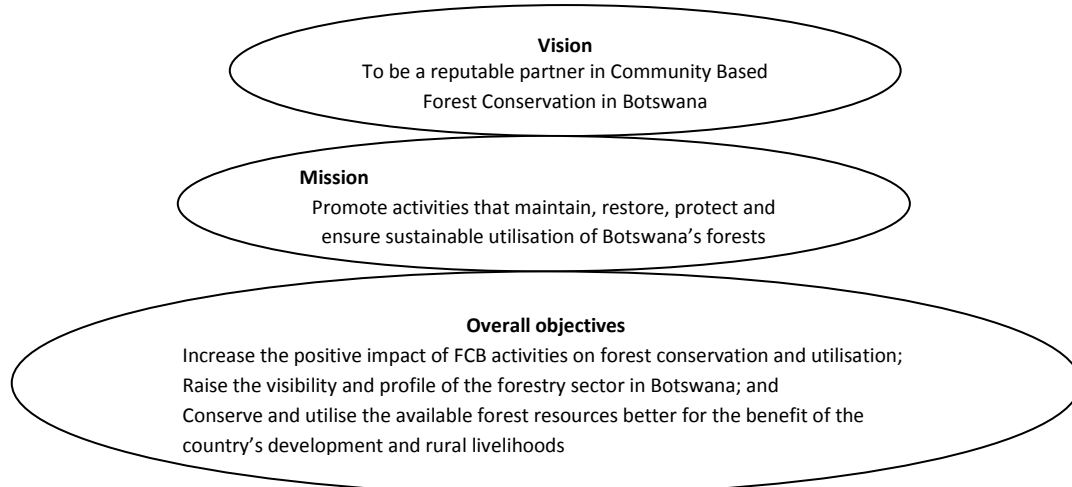 Vision
To be a reputable partner in Community Based
Forest Conservation in Botswana
Mission
Promote activities that maintain, restore, protect and
ensure sustainable utilisation of Botswana’s forests
Overall objectives
Increase the positive impact of FCB activities on forest conservation and utilisation;
Raise the visibility and profile of the forestry sector in Botswana; and
Conserve and utilise the available forest resources better for the benefit of the
country’s development and rural livelihoods